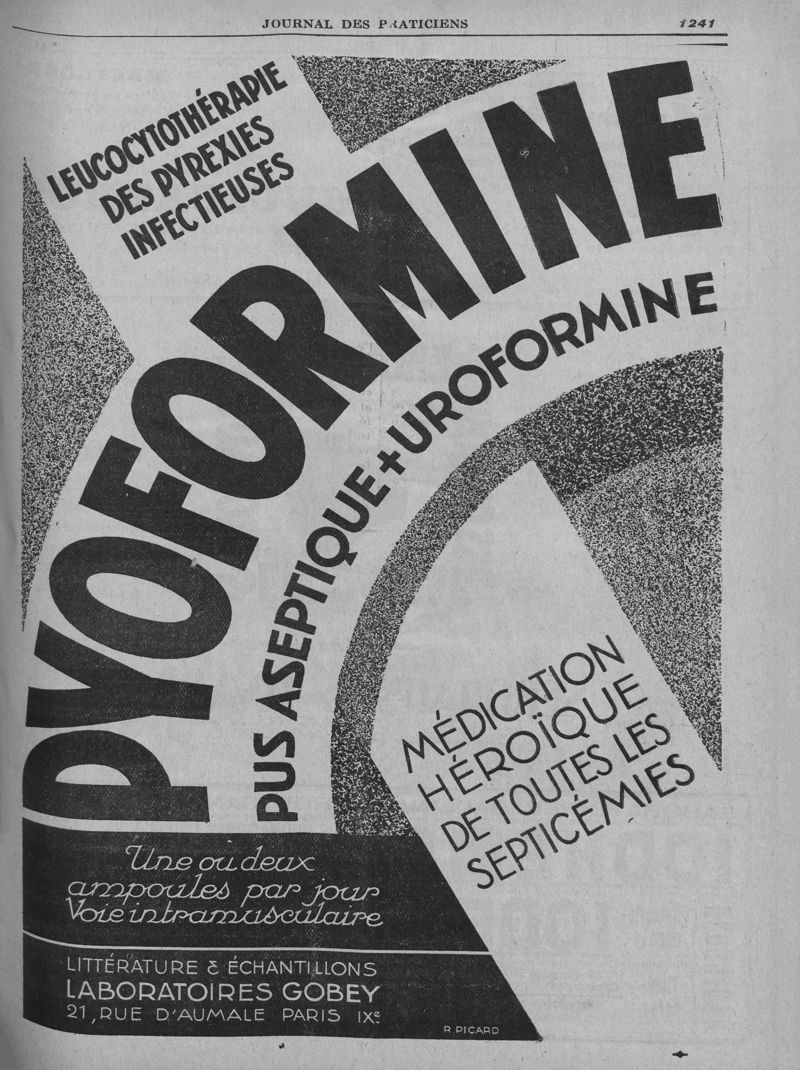 JOURNAL DES PRATICIENS
1241
LEUCOCYTOTHÉRAPIE
DES PYREXIES
INFECTIEUSES
PYOFORMINE
PUS ASEPTIQUE + UROFORMINE
MÉDICATION
HÉROÏQUE
DE TOUTES LES
SEPTICÉMIES
Une ou deux
ampoules par jour
Voie intramusculaire
LITTÉRATURE & ÉCHANTILLONS
LABORATOIRES GOBEY
21, RUE D'AUMALE PARIS IXe
R. PICARD